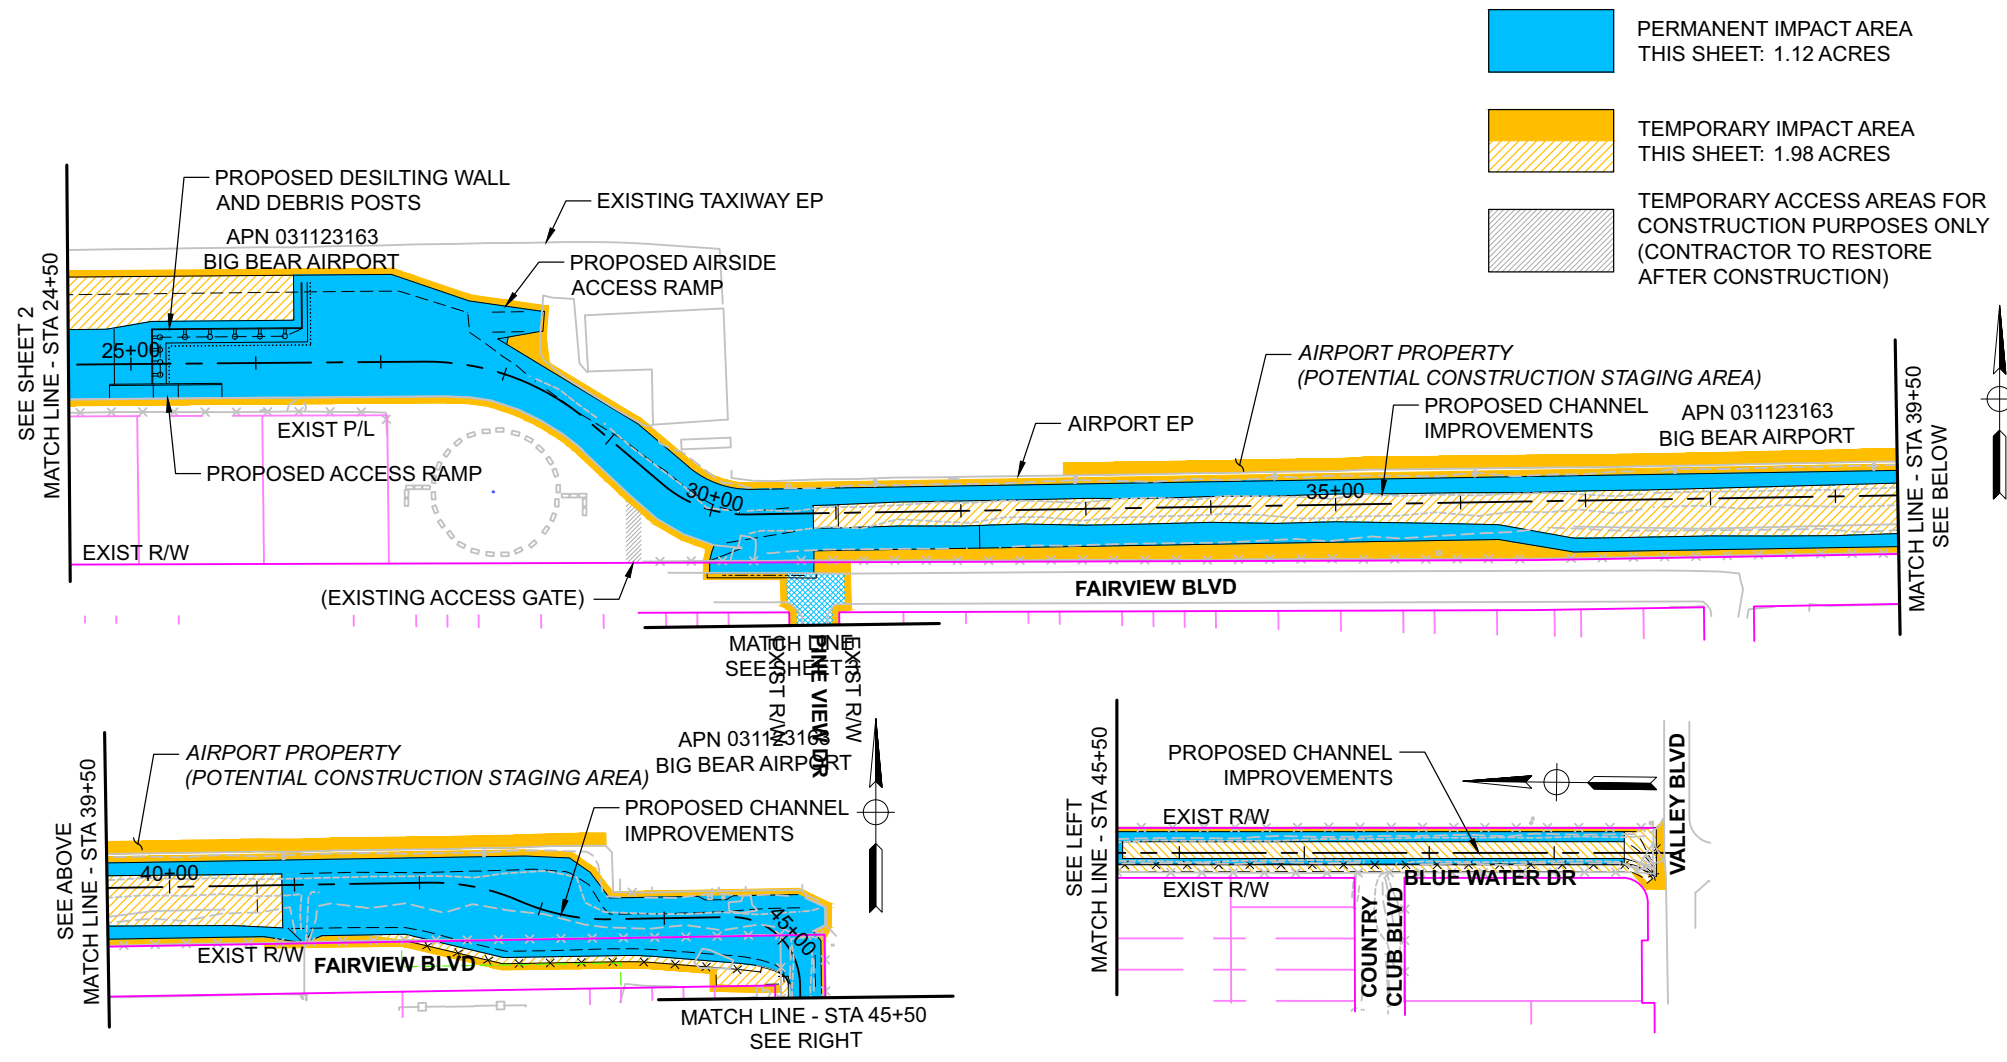 PERMANENT IMPACT AREA
THIS SHEET: 1.12 ACRES
TEMPORARY IMPACT AREA
THIS SHEET: 1.98 ACRES
TEMPORARY ACCESS AREAS FOR
CONSTRUCTION PURPOSES ONLY
(CONTRACTOR TO RESTORE
AFTER CONSTRUCTION)
SEE SHEET 2
MATCH LINE - STA 24+50
PROPOSED DESILTING WALL
AND DEBRIS POSTS
APN 031123163
BIG BEAR AIRPORT
EXISTING TAXIWAY EP
PROPOSED AIRSIDE
ACCESS RAMP
25+00
EXIST P/L
PROPOSED ACCESS RAMP
EXIST R/W
(EXISTING ACCESS GATE)
30+00
AIRPORT EP
AIRPORT PROPERTY
(POTENTIAL CONSTRUCTION STAGING AREA)
PROPOSED CHANNEL
IMPROVEMENTS
APN 031123163
BIG BEAR AIRPORT
35+00
FAIRVIEW BLVD
MATCH LINE - STA 39+50
SEE BELOW
MATCH LINE
SEE SHEET
EXIST R/W
PINE VIEW DR
EXIST R/W
SEE ABOVE
MATCH LINE - STA 39+50
AIRPORT PROPERTY
(POTENTIAL CONSTRUCTION STAGING AREA)
APN 031123163
BIG BEAR AIRPORT
PROPOSED CHANNEL
IMPROVEMENTS
40+00
45+00
EXIST R/W
FAIRVIEW BLVD
MATCH LINE - STA 45+50
SEE RIGHT
SEE LEFT
MATCH LINE - STA 45+50
PROPOSED CHANNEL
IMPROVEMENTS
EXIST R/W
EXIST R/W
BLUE WATER DR
COUNTRY
CLUB BLVD
VALLEY BLVD